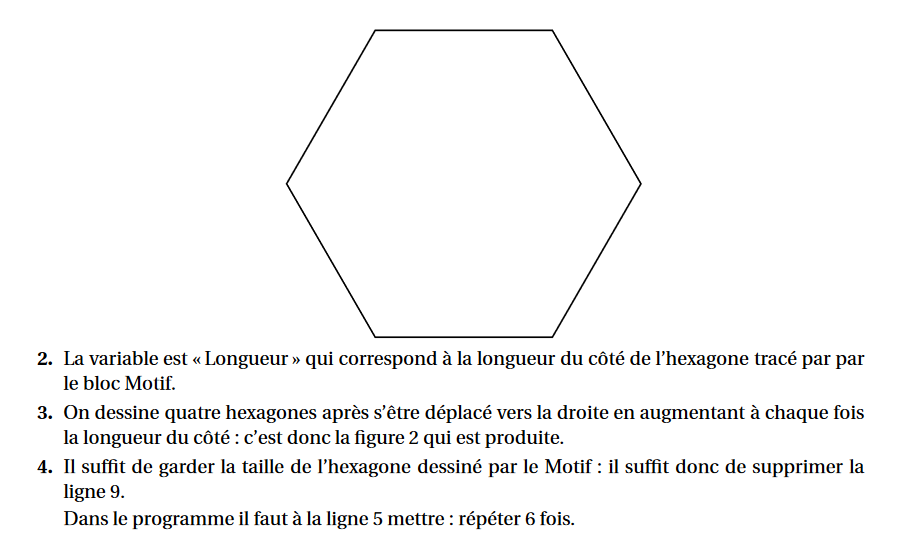 2. La variable est « Longueur » qui correspond à la longueur du côté de l’hexagone tracé par par
le bloc Motif.
3. On dessine quatre hexagones après s’être déplacé vers la droite en augmentant à chaque fois
la longueur du côté : c’est donc la figure 2 qui est produite.
4. Il suffit de garder la taille de l’hexagone dessiné par le Motif : il suffit donc de supprimer la
ligne 9.
Dans le programme il faut à la ligne 5 mettre : répéter 6 fois.